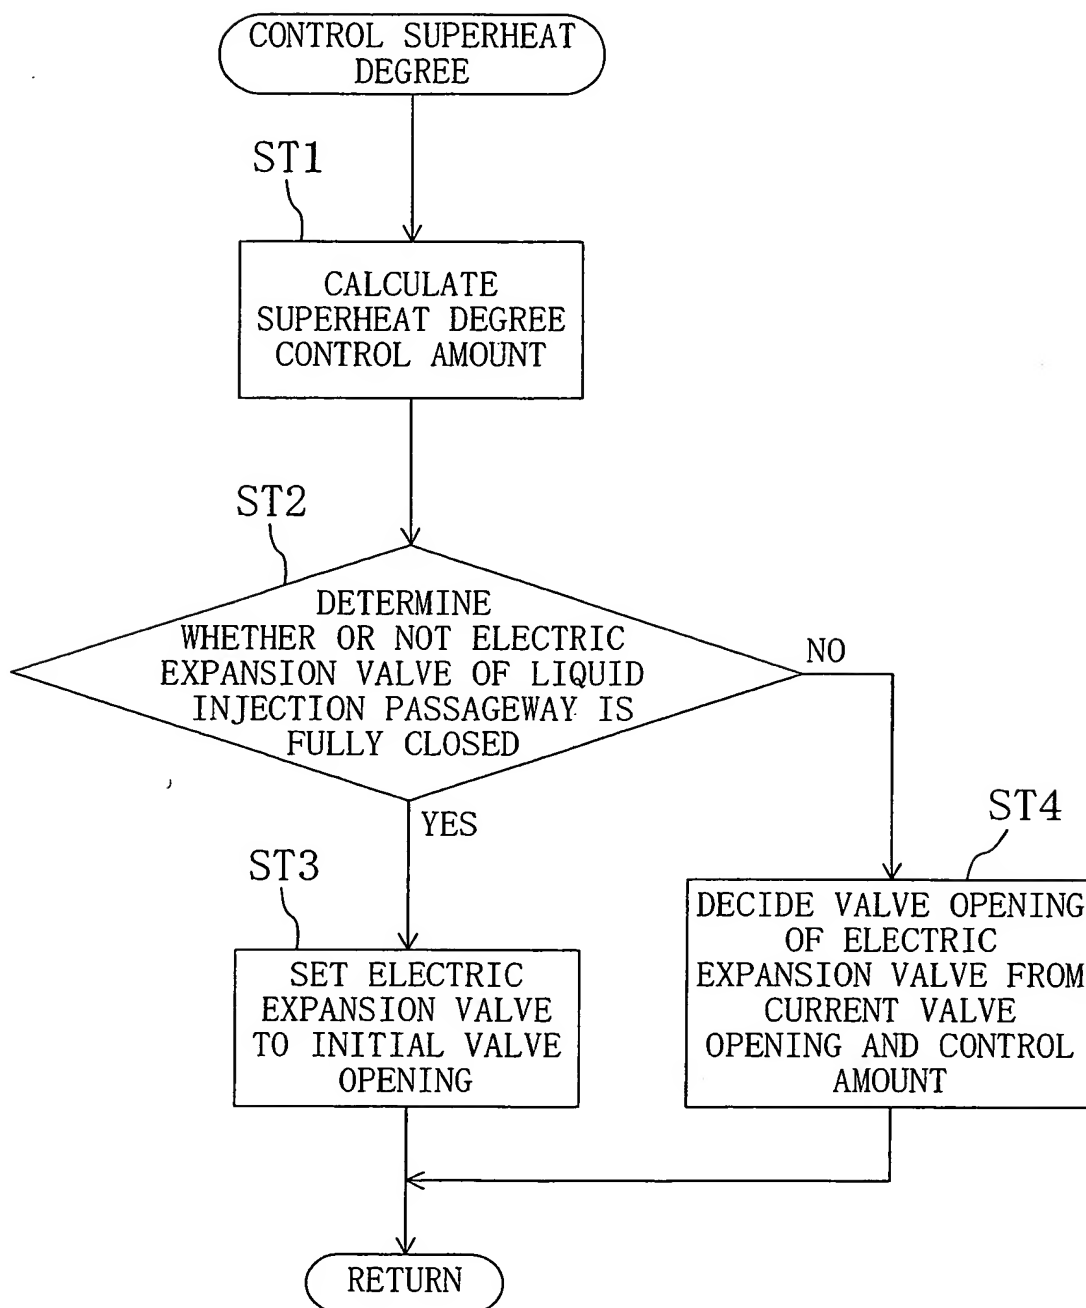 CONTROL SUPERHEAT
DEGREE
ST1
CALCULATE
SUPERHEAT DEGREE
CONTROL AMOUNT
ST2
DETERMINE
WHETHER OR NOT ELECTRIC
EXPANSION VALVE OF LIQUID
INJECTION PASSAGEWAY IS
FULLY CLOSED
NO
YES
ST3
SET ELECTRIC
EXPANSION VALVE
TO INITIAL VALVE
OPENING
ST4
DECIDE VALVE OPENING
OF ELECTRIC
EXPANSION VALVE FROM
CURRENT VALVE
OPENING AND CONTROL
AMOUNT
RETURN